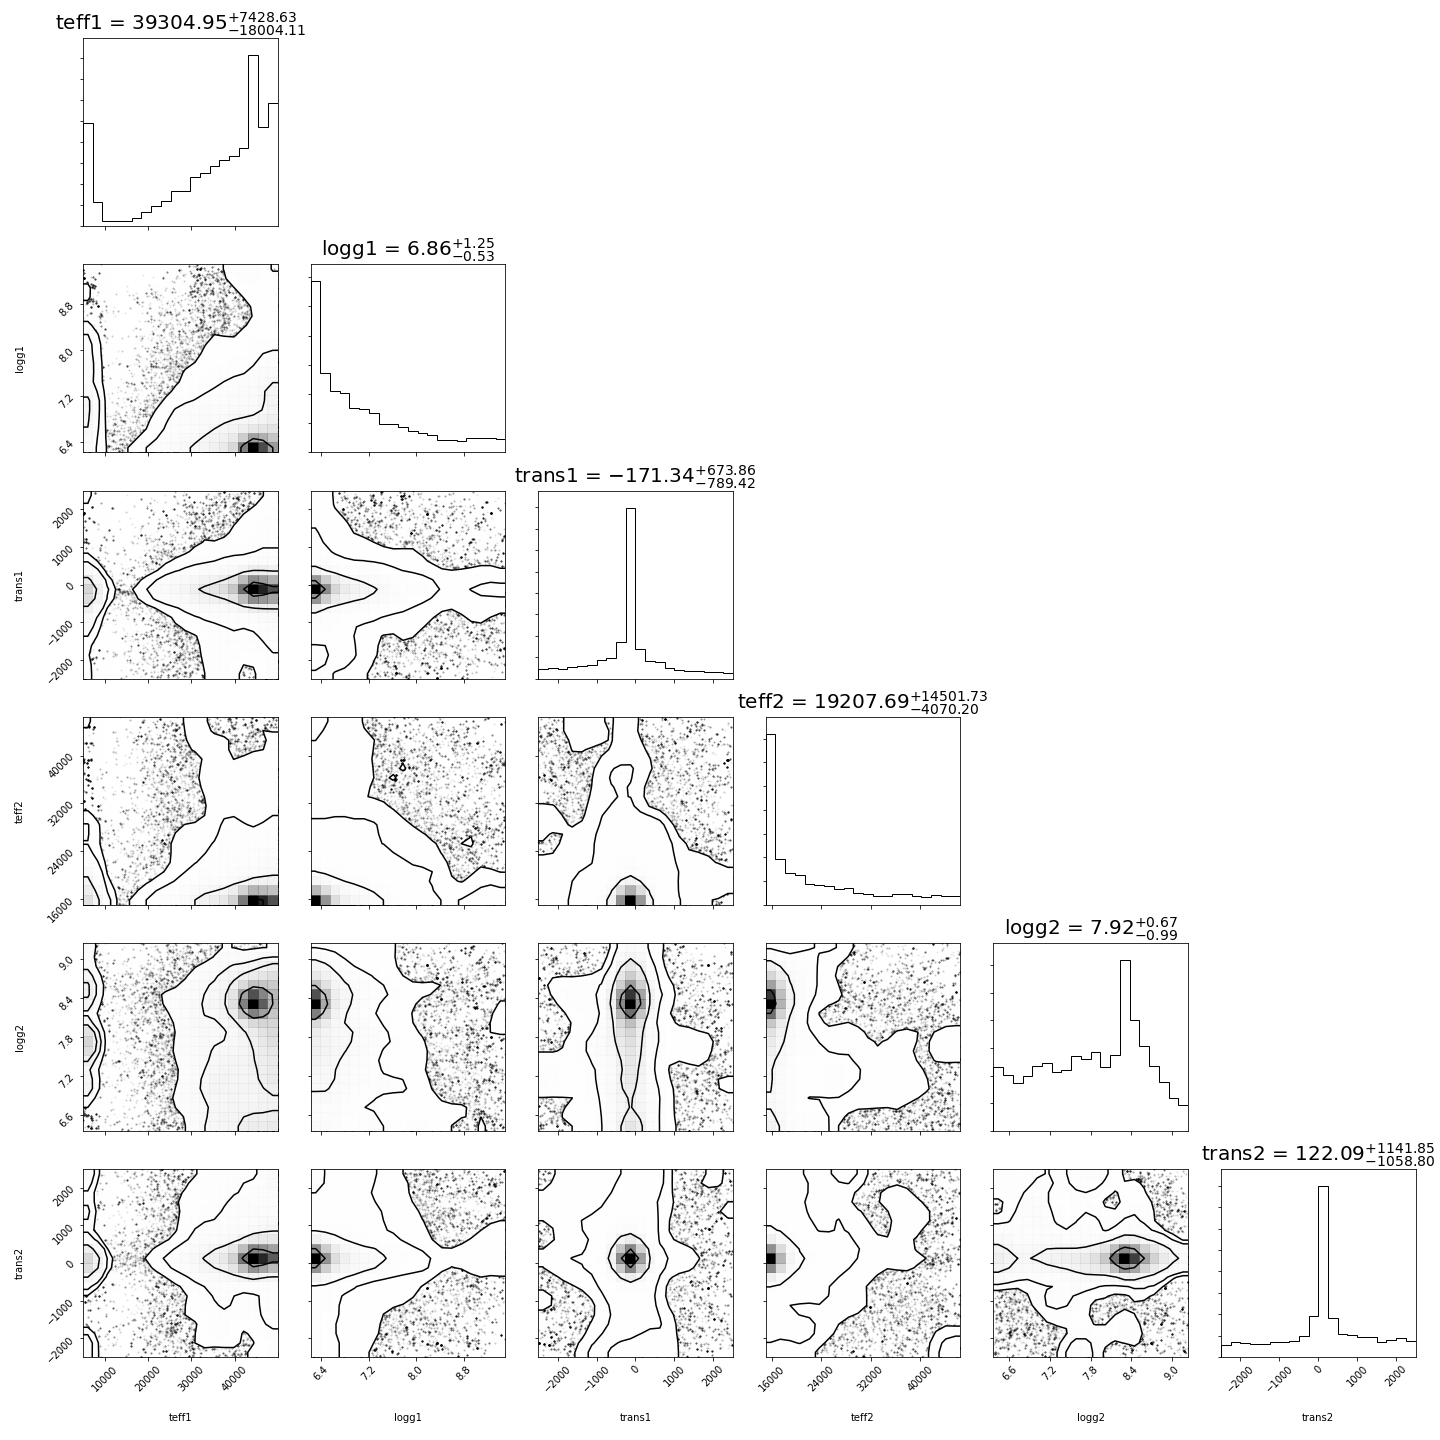 teff1 = 39304.95+7428.63−18004.11
logg1 = 6.86+1.25−0.53
8.8
8.0
7.2
6.4
logg1
trans1 = −171.34+673.86−789.42
2000
1000
0
−1000
−2000
trans1
teff2 = 19207.69+14501.73−4070.20
40000
32000
24000
16000
teff2
logg2 = 7.92+0.67−0.99
9.0
8.4
7.8
7.2
6.6
logg2
trans2 = 122.09+1141.85−1058.80
2000
1000
0
−1000
−2000
trans2
10000 20000 30000 40000 6.4 7.2 8.0 8.8 −2000 −1000 0 1000 2000 16000 24000 32000 40000 6.6 7.2 7.8 8.4 9.0 −2000 −1000 0 1000 2000
teff1 logg1 trans1 teff2 logg2 trans2